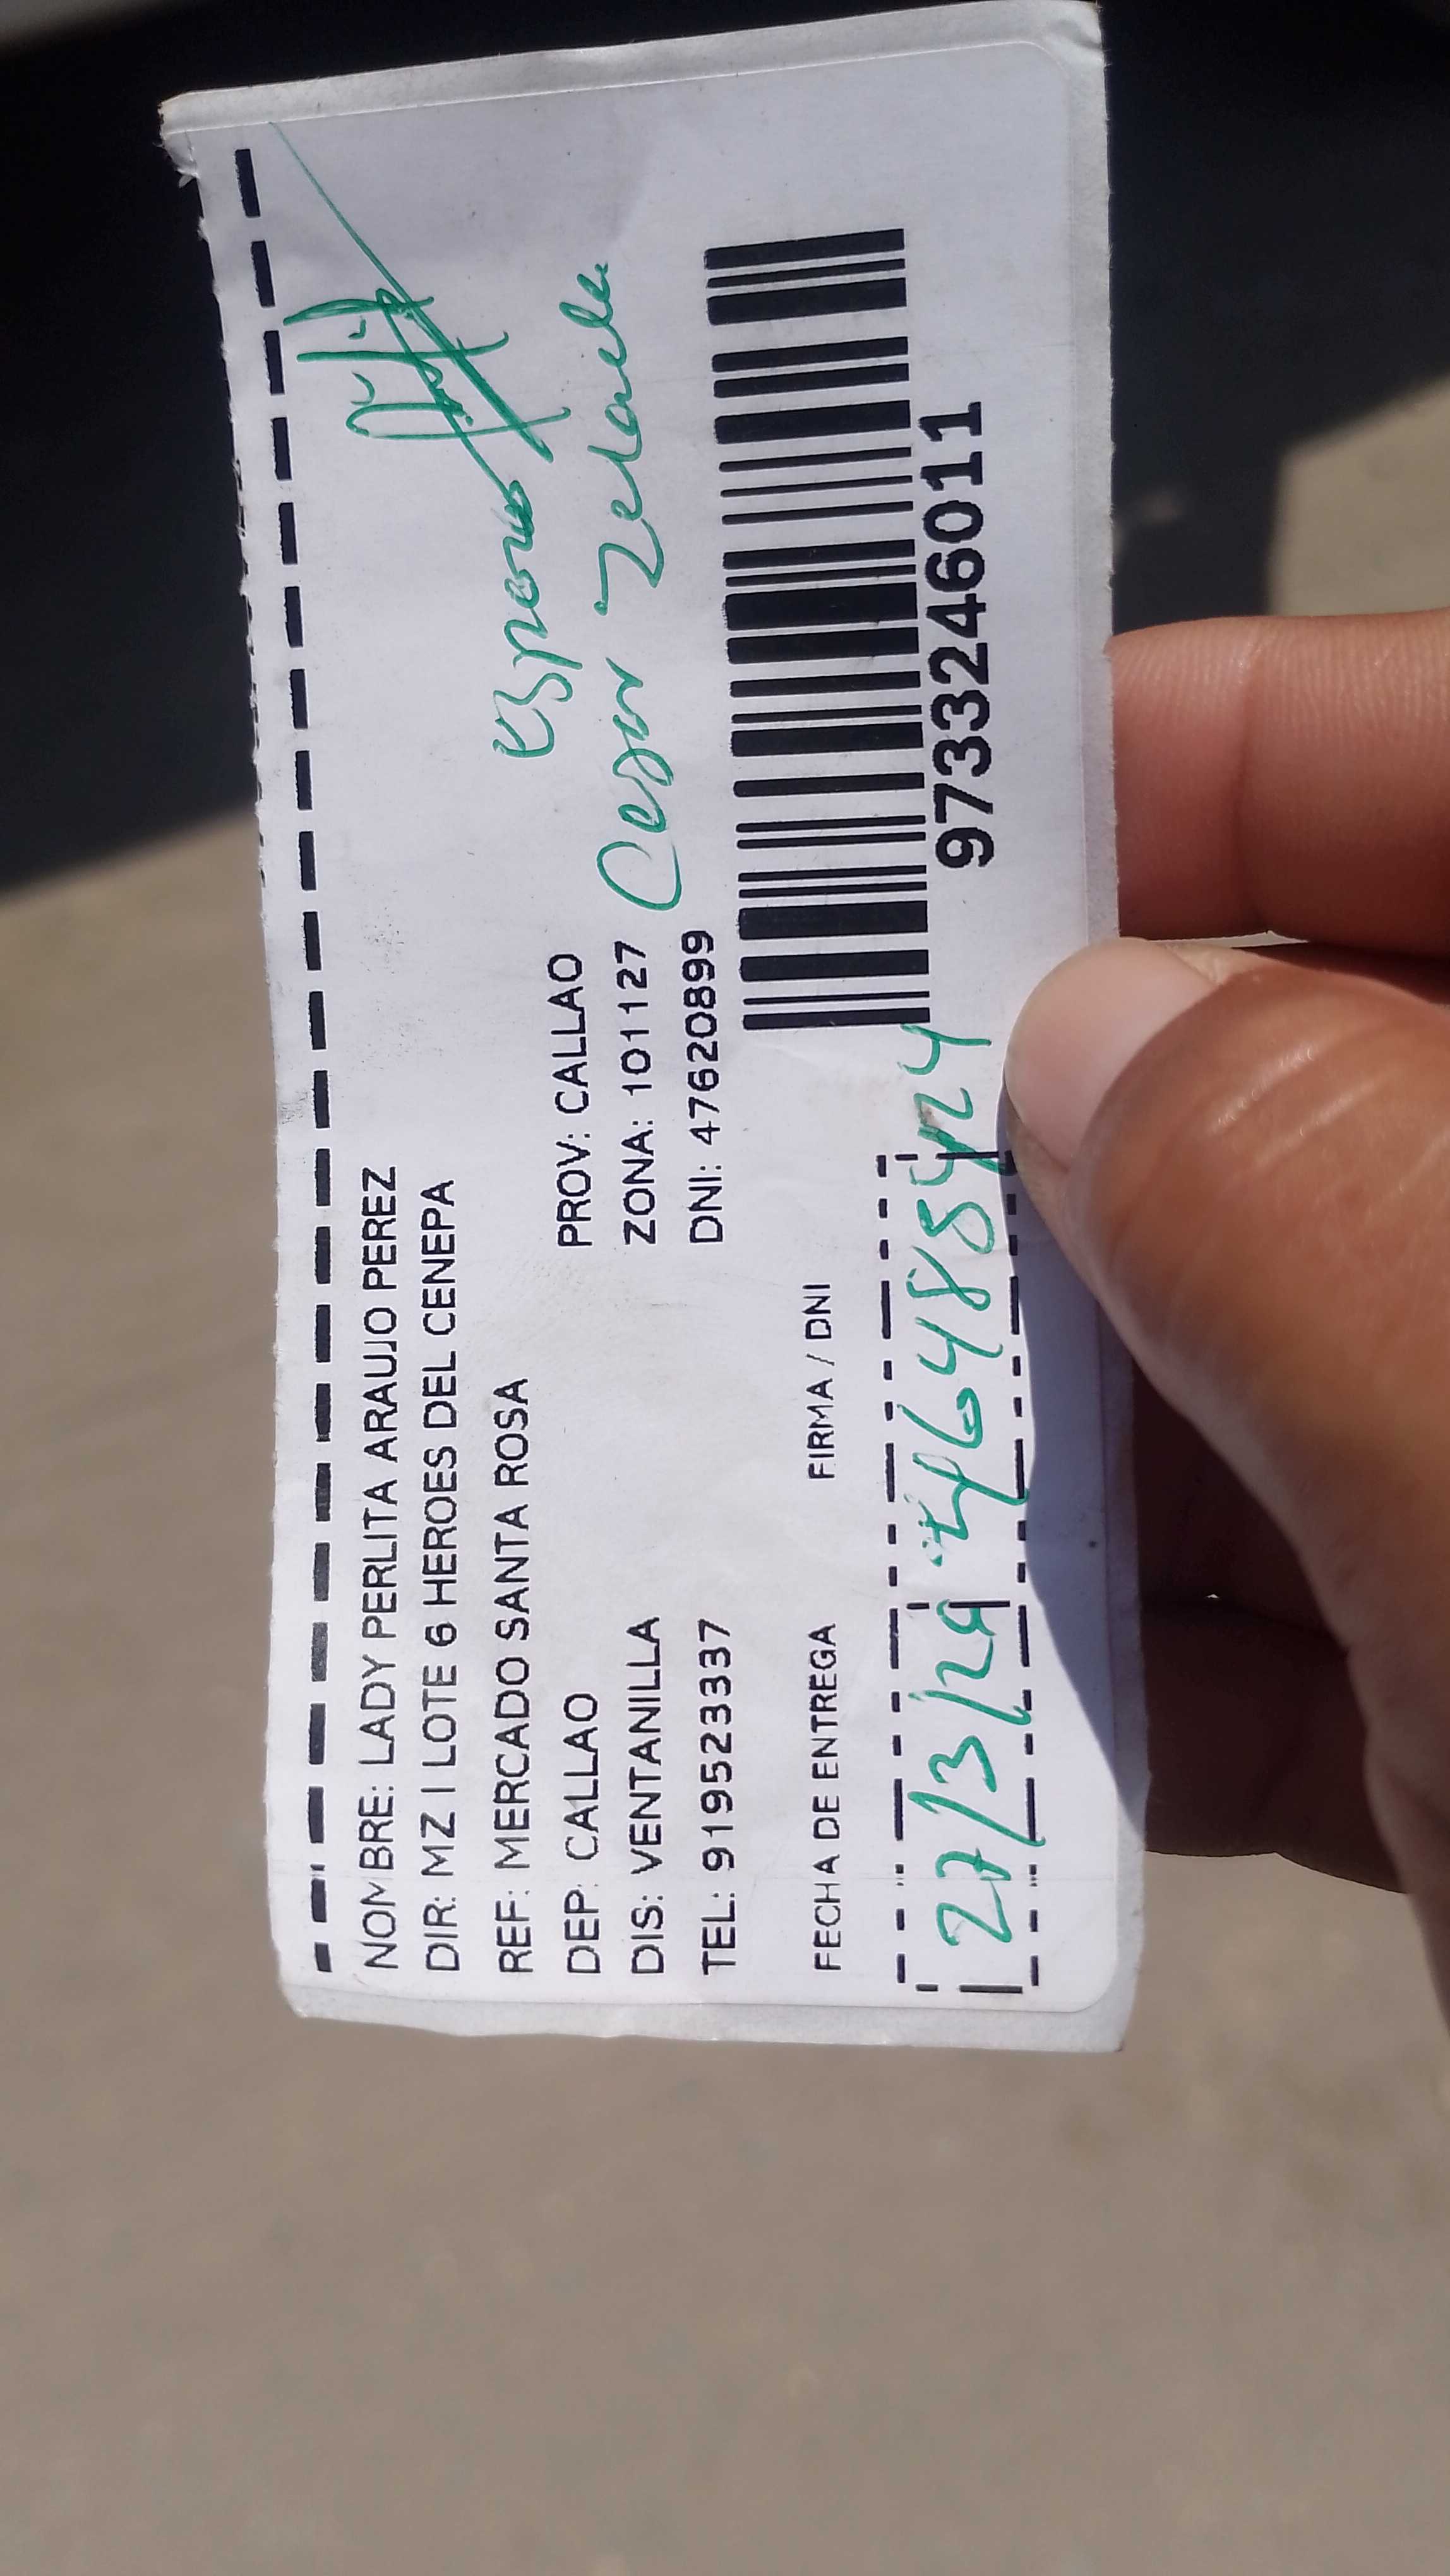 NOMBRE: LADY PERLITA ARAUJO PEREZ
DIR: MZ I LOTE 6 HEROES DEL CENEPA
REF: MERCADO SANTA ROSA
esposo
DEP: CALLAO PROV: CALLAO
Cesar
DIS: VENTANILLA ZONA: 101127
TEL: 919523337 DNI: 47620899
FECHA DE ENTREGA FIRMA / DNI
27/3/24
9733246011